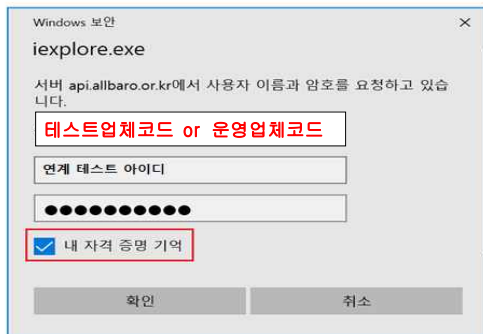 Windows 보안
iexplore.exe
서버 api.allbaro.or.kr에서 사용자 이름과 암호를 요청하고 있습
니다.
테스트업체코드 or 운영업체코드
연계 테스트 아이디
●●●●●●●●●●
내 자격 증명 기억
확인
취소